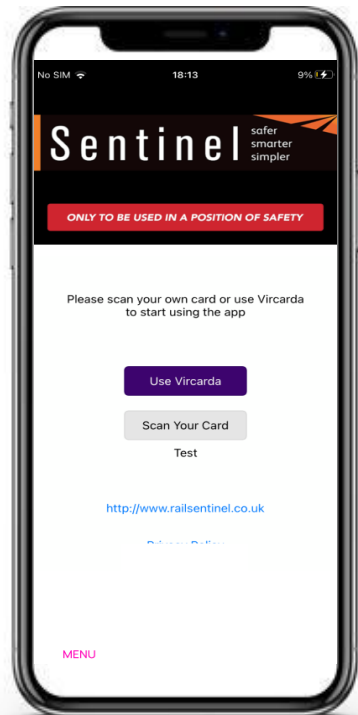 No SIM 18:13 9%
Sentinel
safer
smarter
simpler
ONLY TO BE USED IN A POSITION OF SAFETY
Please scan your own card or use Vircarda
to start using the app
Use Vircarda
Scan Your Card
Test
http://www.railsentinel.co.uk
Privacy Policy
MENU